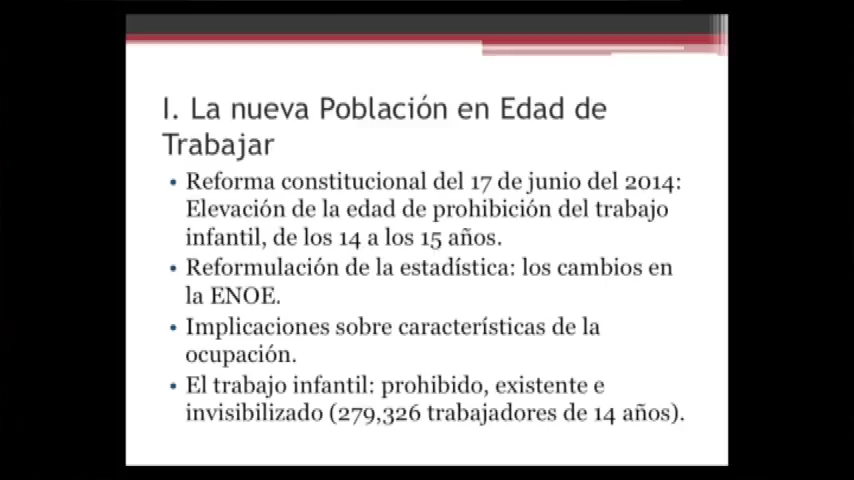 I. La nueva Población en Edad de
Trabajar
• Reforma constitucional del 17 de junio del 2014:
Elevación de la edad de prohibición del trabajo
infantil, de los 14 a los 15 años.
• Reformulación de la estadística: los cambios en
la ENOE.
• Implicaciones sobre características de la
ocupación.
• El trabajo infantil: prohibido, existente e
invisibilizado (279,326 trabajadores de 14 años).